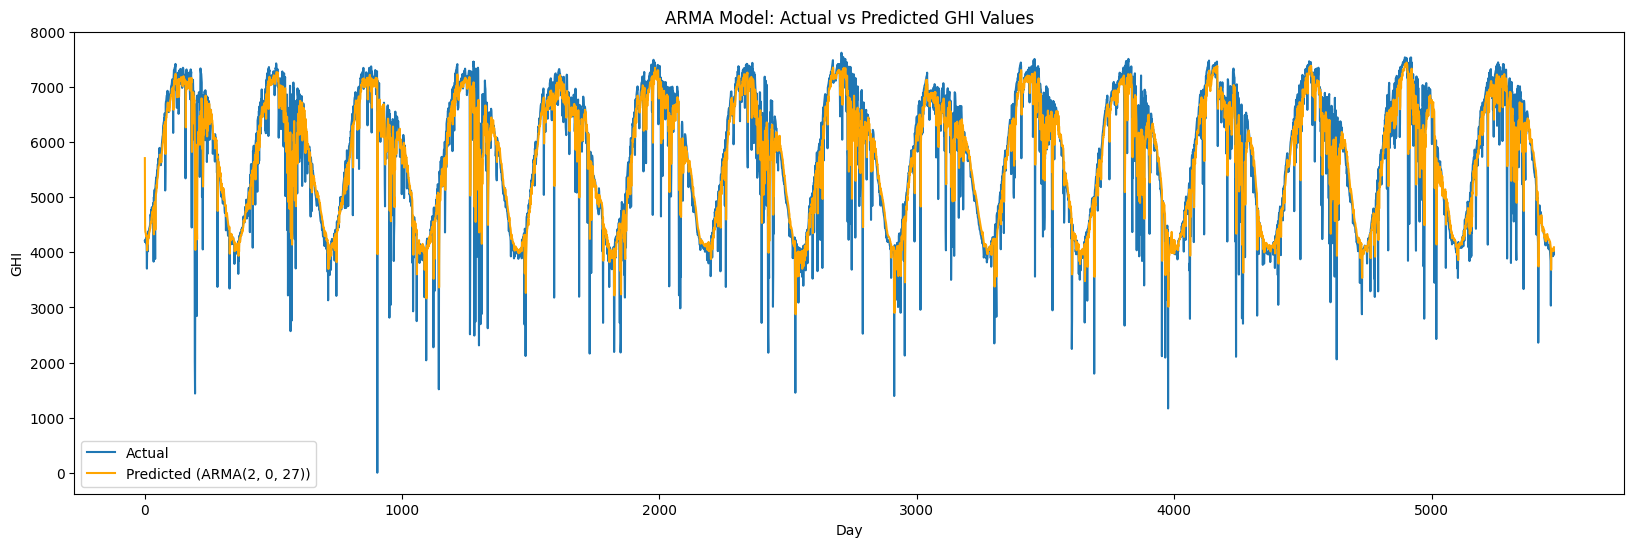 ARMA Model: Actual vs Predicted GHI Values
8000
7000
6000
5000
4000
3000
2000
1000
0
GHI
Actual
Predicted (ARMA(2, 0, 27))
0 1000 2000 3000 4000 5000
Day